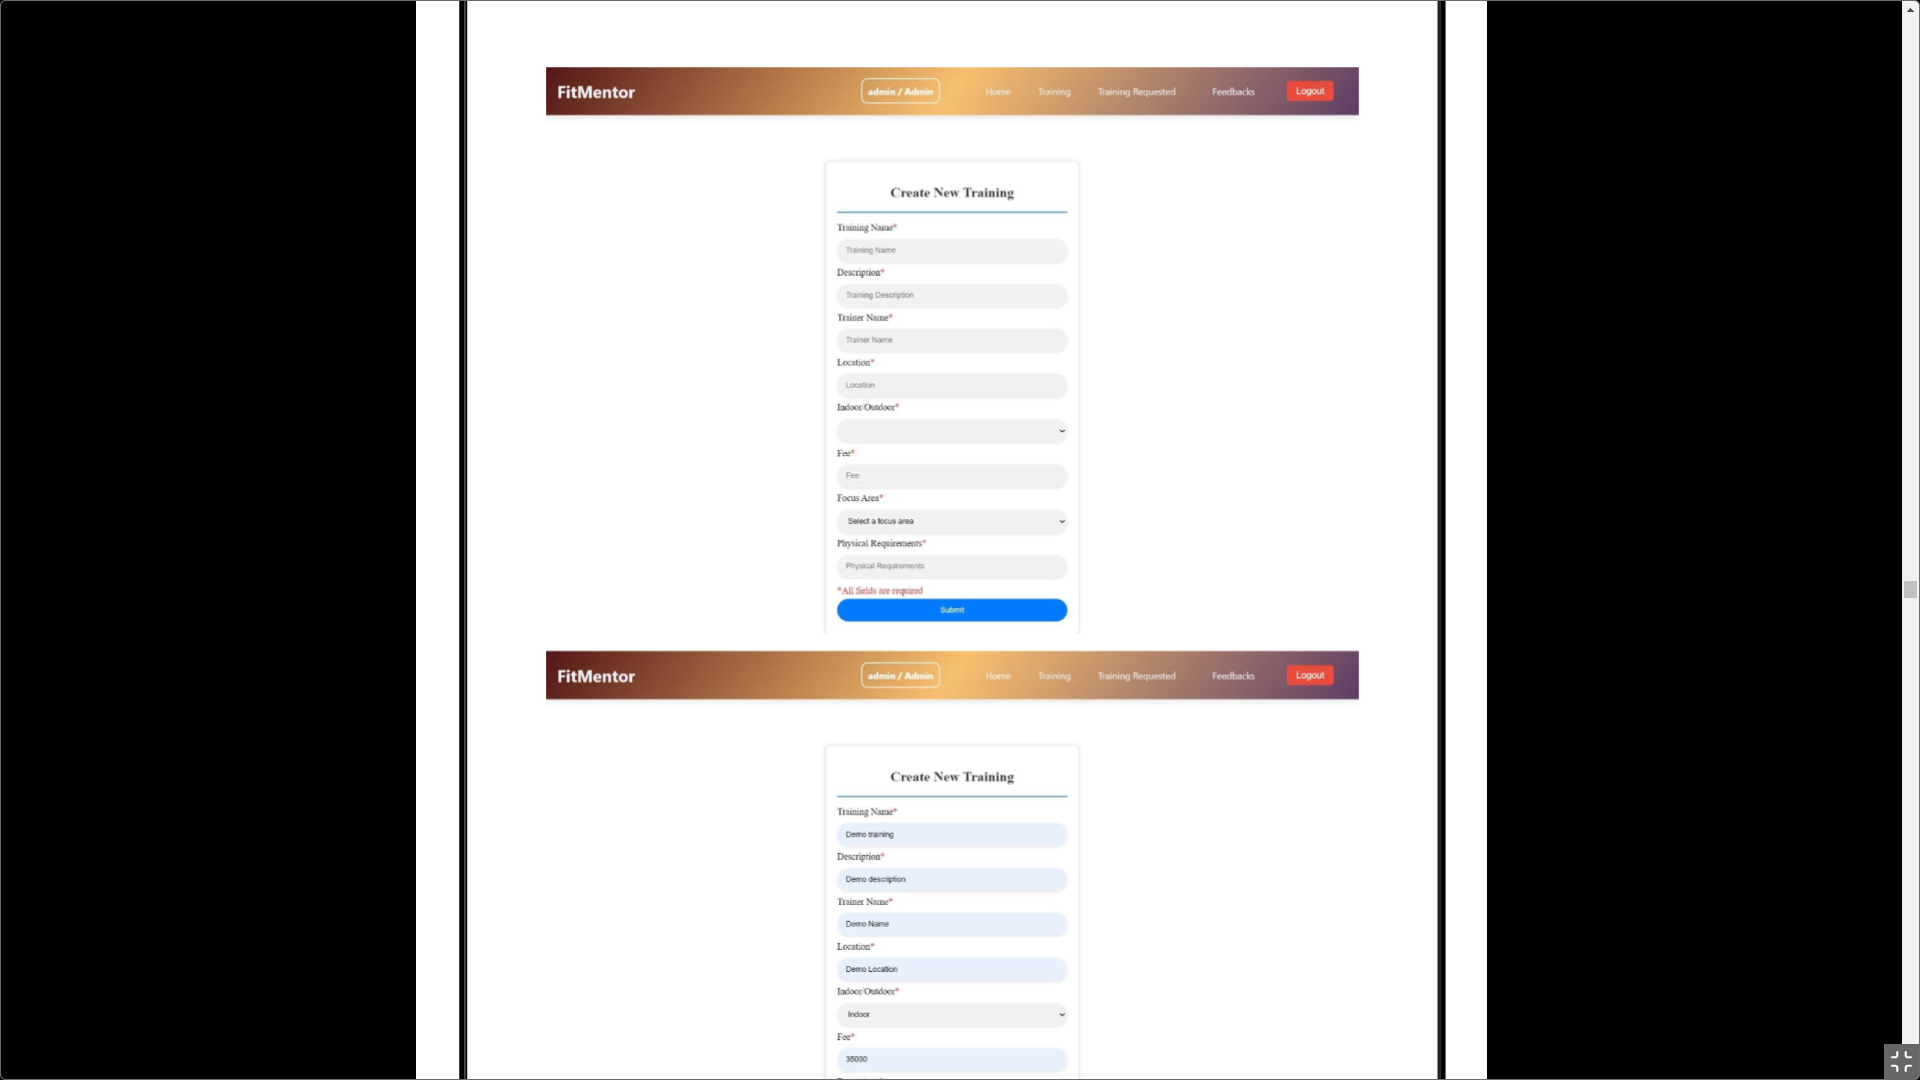 FitMentor admin / Admin Home Training Training Requested Feedbacks Logout
Create New Training
Training Name*
Training Name
Description*
Training Description
Trainer Name*
Trainer Name
Location*
Location
Indoor/Outdoor*
Fee*
Fee
Focus Area*
Select a focus area
Physical Requirements*
Physical Requirements
*All fields are required
Submit
FitMentor admin / Admin Home Training Training Requested Feedbacks Logout
Create New Training
Training Name*
Demo training
Description*
Demo description
Trainer Name*
Demo Name
Location*
Demo Location
Indoor/Outdoor*
Indoor
Fee*
35000